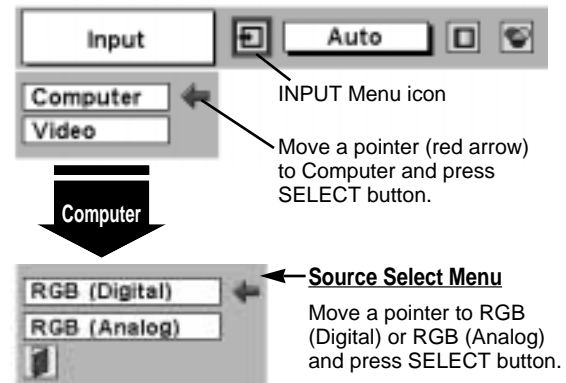 Input
Auto
INPUT Menu icon
Computer
Video
Move a pointer (red arrow)
to Computer and press
SELECT button.
Computer
Source Select Menu
RGB (Digital)
RGB (Analog)
Move a pointer to RGB
(Digital) or RGB (Analog)
and press SELECT button.